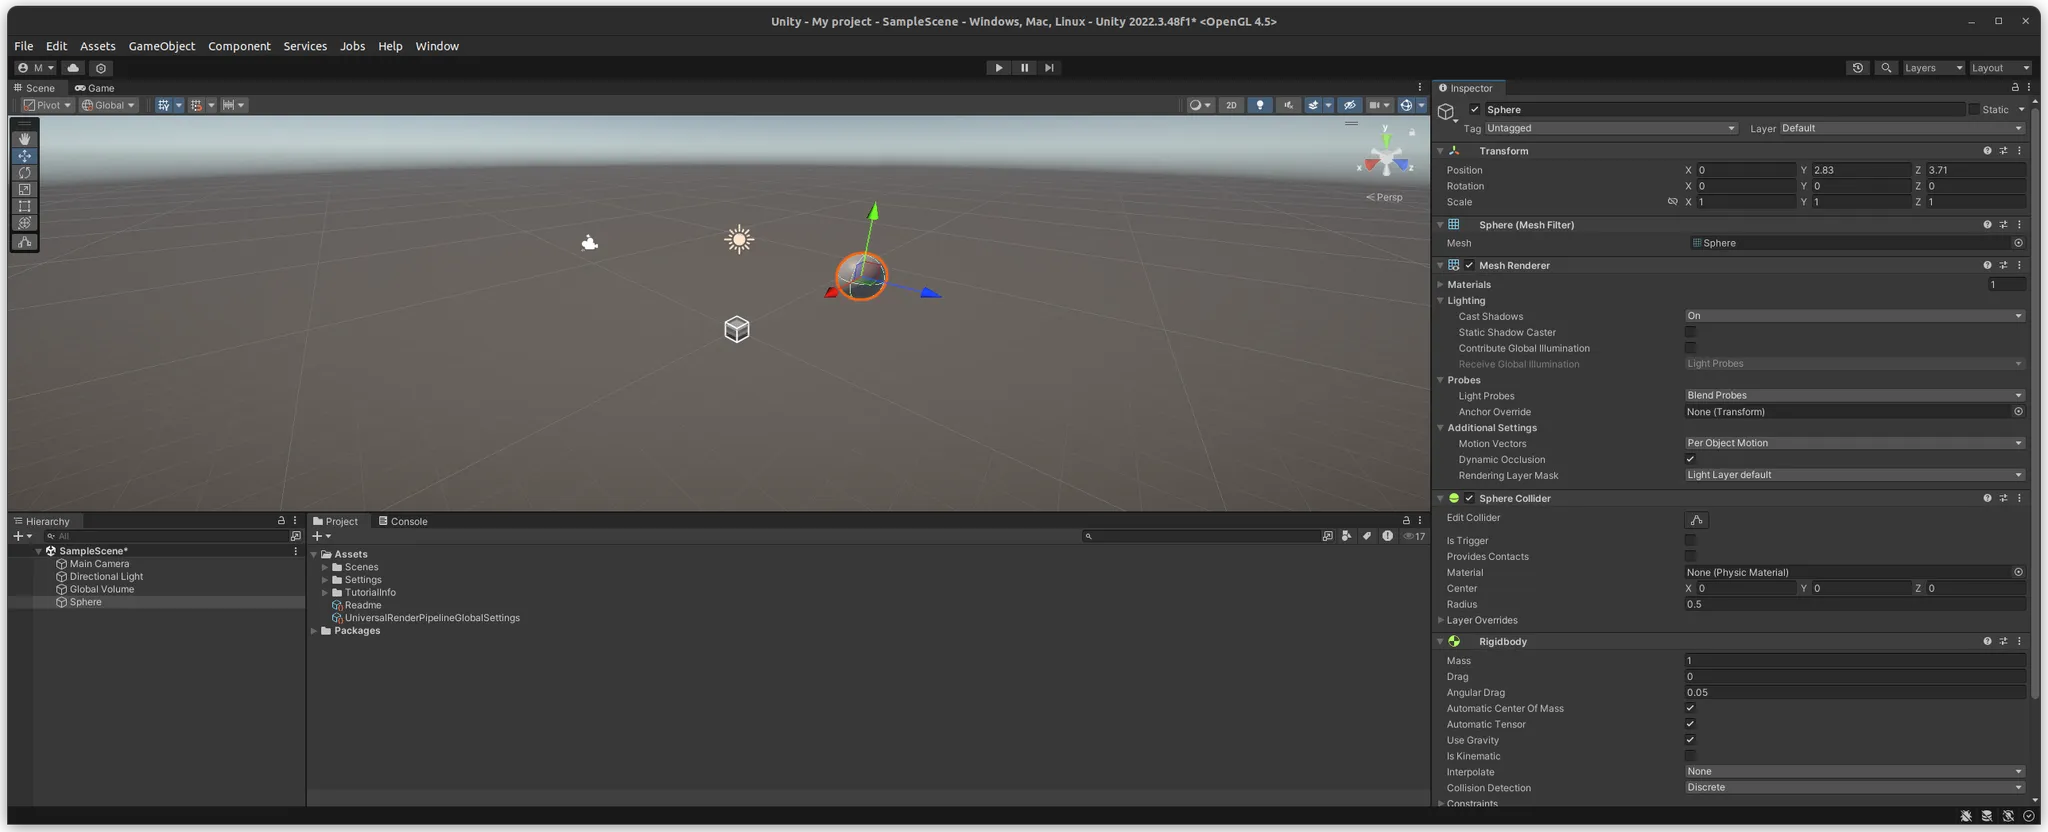 Unity - My project - SampleScene - Windows, Mac, Linux - Unity 2022.3.48f1* <OpenGL 4.5>
File Edit Assets GameObject Component Services Jobs Help Window
M
Layers Layout
Scene Game
Pivot Global 2D
y
x z
Persp
Hierarchy
All
SampleScene*
Main Camera
Directional Light
Global Volume
Sphere
Project Console
17
Assets
Scenes
Settings
TutorialInfo
Readme
UniversalRenderPipelineGlobalSettings
Packages
Inspector
Sphere Static
Tag Untagged Layer Default
Transform
Position X 0 Y 2.83 Z 3.71
Rotation X 0 Y 0 Z 0
Scale X 1 Y 1 Z 1
Sphere (Mesh Filter)
Mesh Sphere
Mesh Renderer
Materials 1
Lighting
Cast Shadows On
Static Shadow Caster
Contribute Global Illumination
Receive Global Illumination Light Probes
Probes
Light Probes Blend Probes
Anchor Override None (Transform)
Additional Settings
Motion Vectors Per Object Motion
Dynamic Occlusion
Rendering Layer Mask Light Layer default
Sphere Collider
Edit Collider
Is Trigger
Provides Contacts
Material None (Physic Material)
Center X 0 Y 0 Z 0
Radius 0.5
Layer Overrides
Rigidbody
Mass 1
Drag 0
Angular Drag 0.05
Automatic Center Of Mass
Automatic Tensor
Use Gravity
Is Kinematic
Interpolate None
Collision Detection Discrete
Constraints